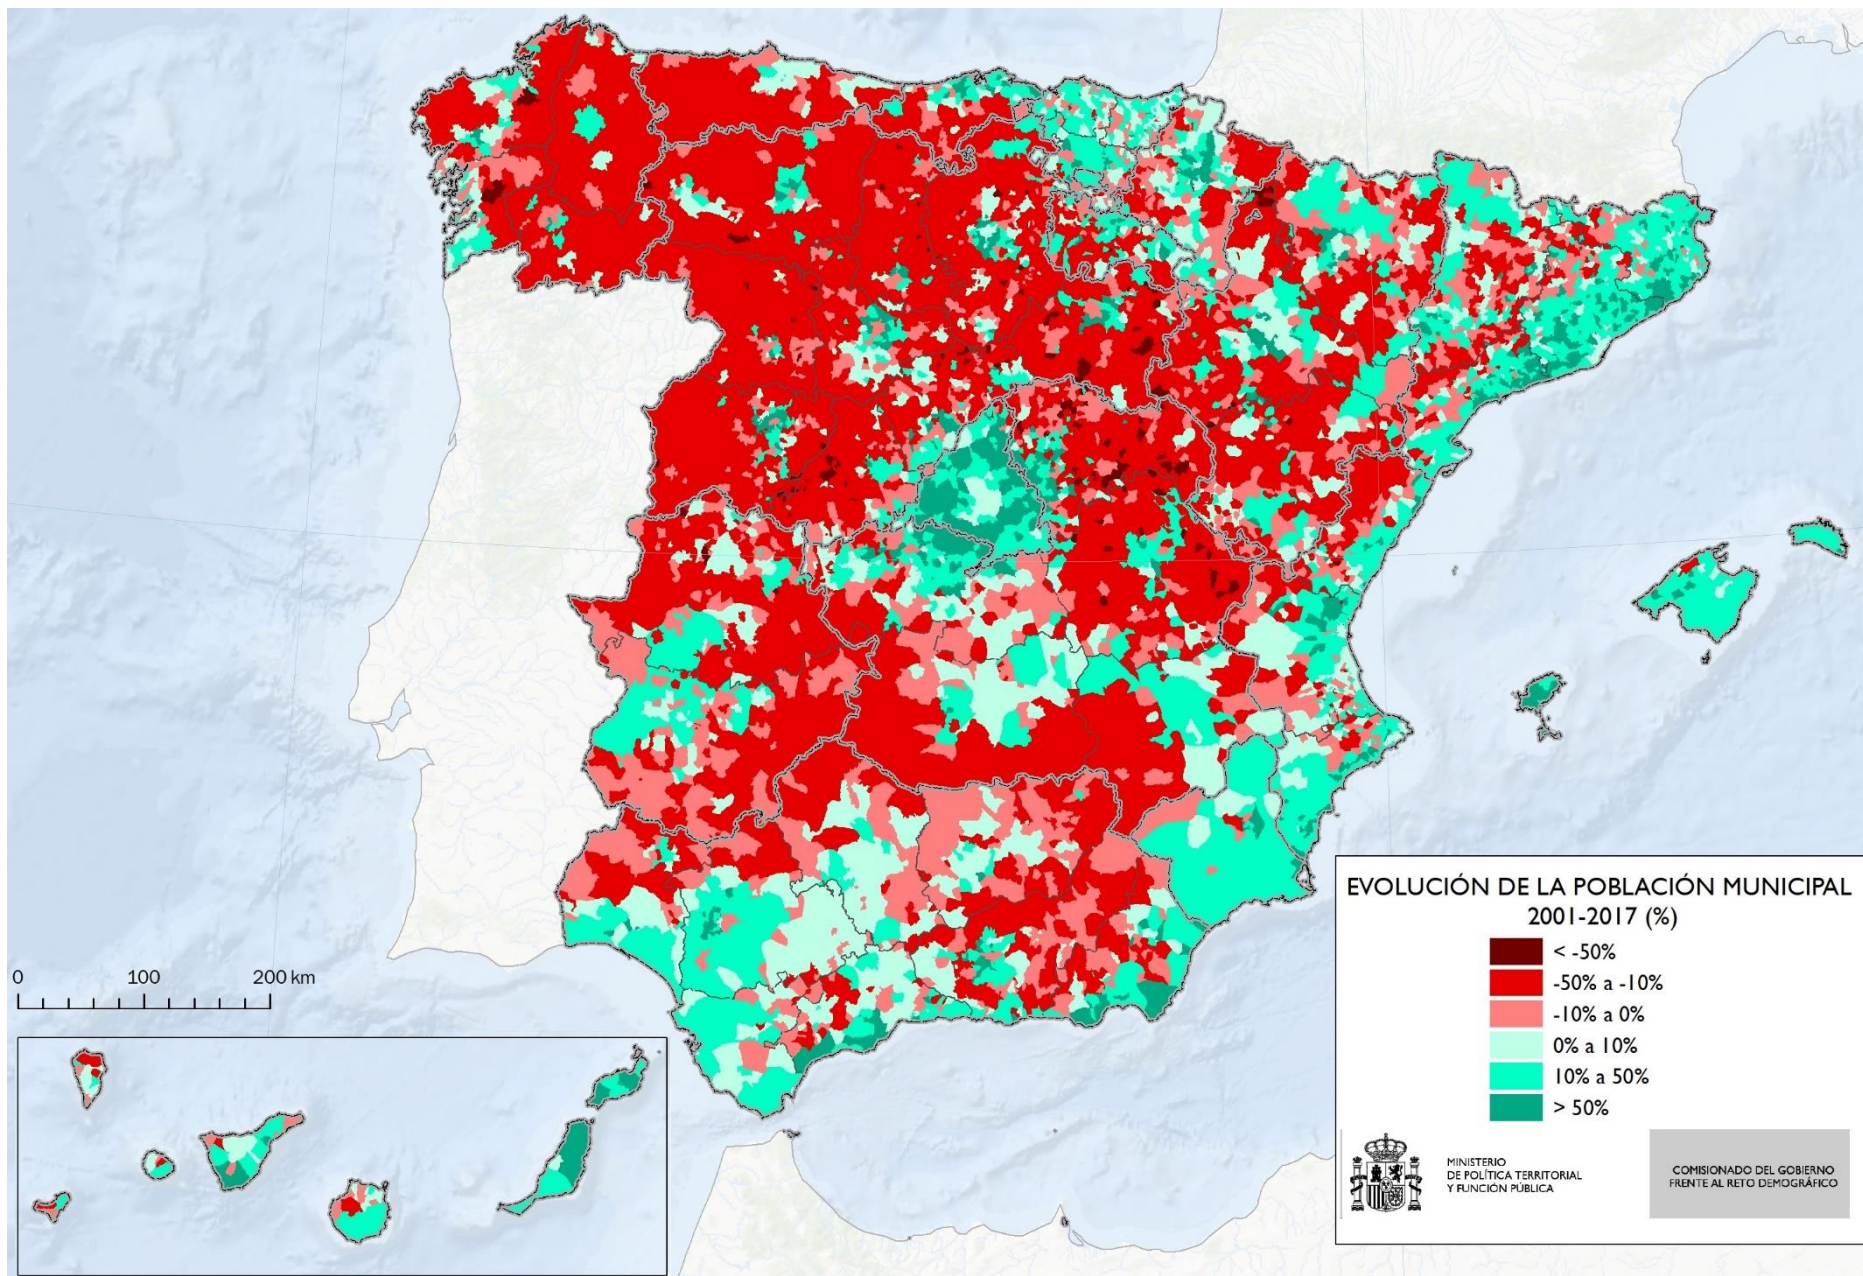 EVOLUCIÓN DE LA POBLACIÓN MUNICIPAL
2001-2017 (%)
< -50%
-50% a -10%
-10% a 0%
0% a 10%
10% a 50%
> 50%
0 100 200 km
MINISTERIO
DE POLÍTICA TERRITORIAL
Y FUNCIÓN PÚBLICA
COMISIONADO DEL GOBIERNO
FRENTE AL RETO DEMOGRÁFICO